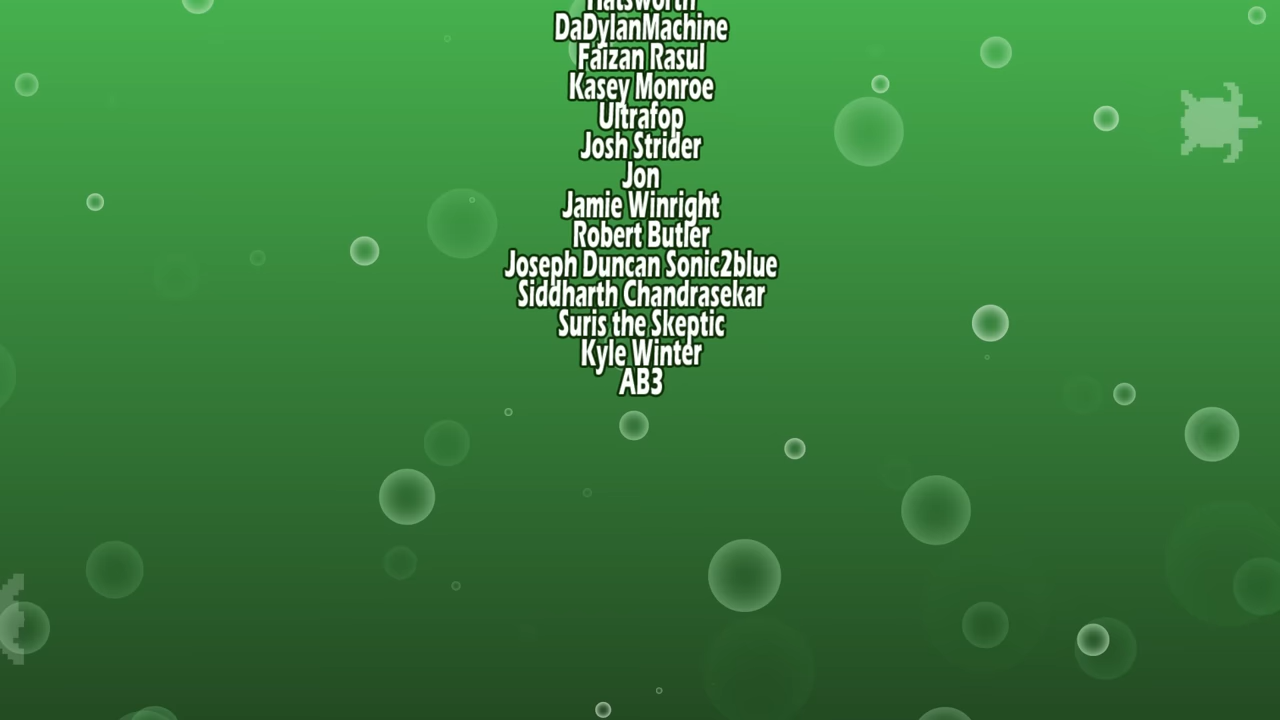 Hatsworth
DaDylanMachine
Faizan Rasul
Kasey Monroe
Ultrafop
Josh Strider
Jon
Jamie Winright
Robert Butler
Joseph Duncan Sonic2blue
Siddharth Chandrasekar
Suris the Skeptic
Kyle Winter
AB3